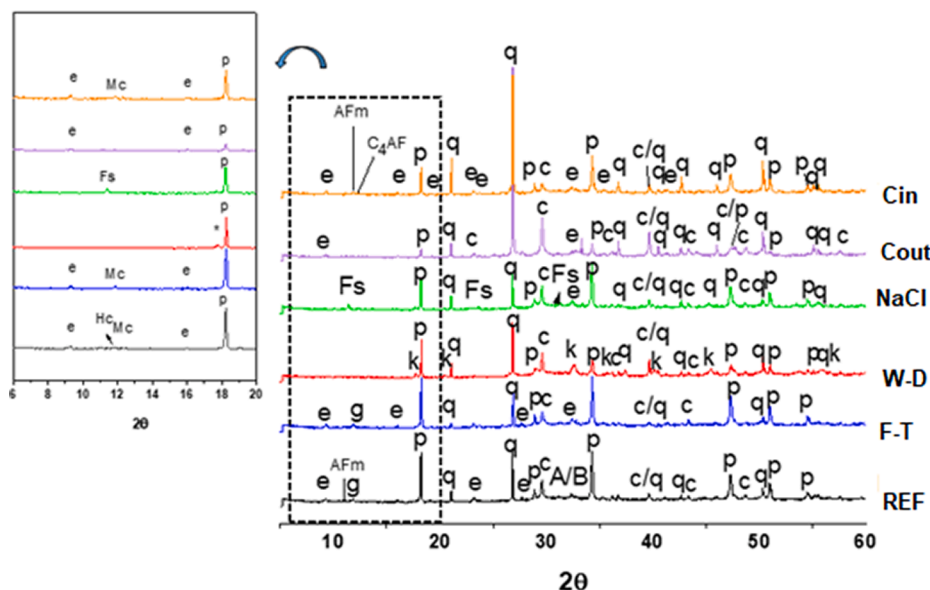 p
e Mc e
e e p
Fs p
* p
Mc e p
e Hc Mc e p
6 8 10 12 14 16 18 20
2θ
q
AFm
C4AF
e e p e q e e p c e p e q c/q q e q q p q p p q q
Cin
e p q c c e p c q c/q q q c q c/p q p q q c
Cout
Fs p q Fs q p c Fs e p q c/q q c q p c q p p q
NaCl
p k k q q p c k p k c q c/q k q c k p q p p q k
W-D
e g e p q e q e p c e p c/q c p q p p
F-T
AFm
e g p q e q e p c A/B p c/q q c p c q p p
REF
10 20 30 40 50 60
2θ